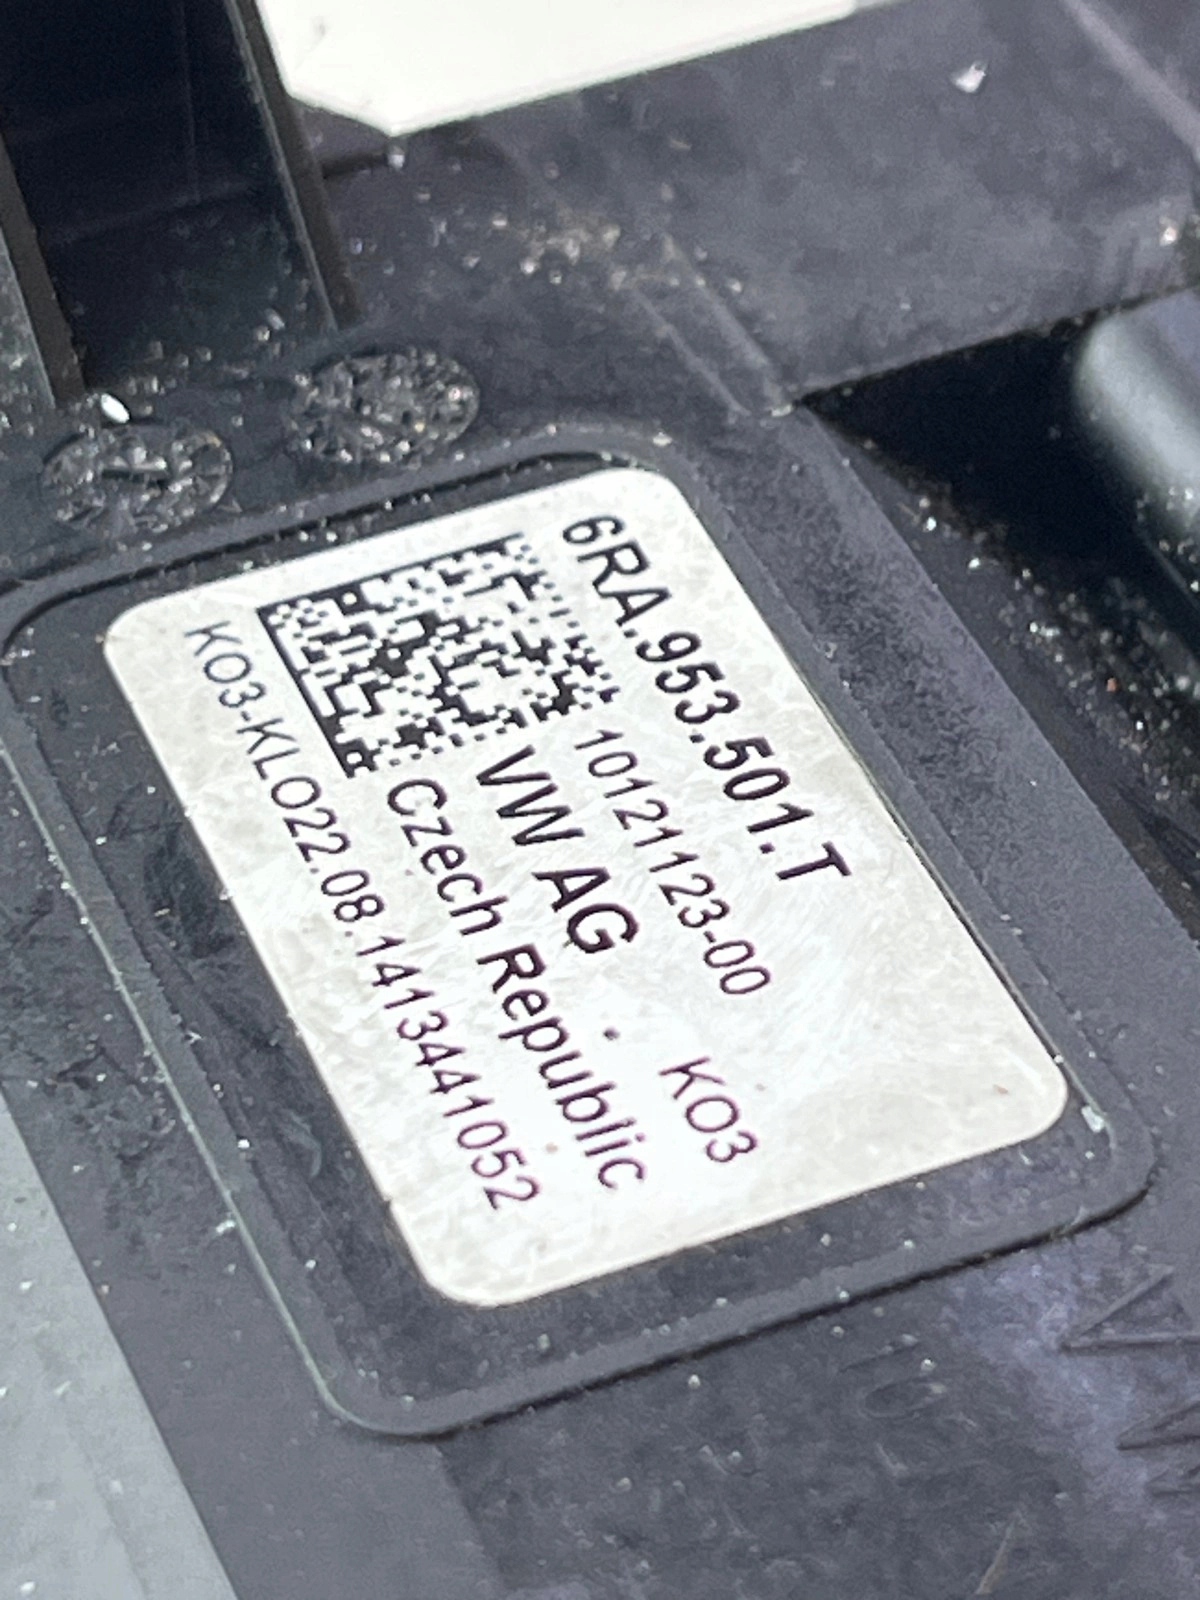 6RA.953.501.T
10121123-00 KO3
VW AG
Czech Republic
KO3-KLO22.08.1413441052